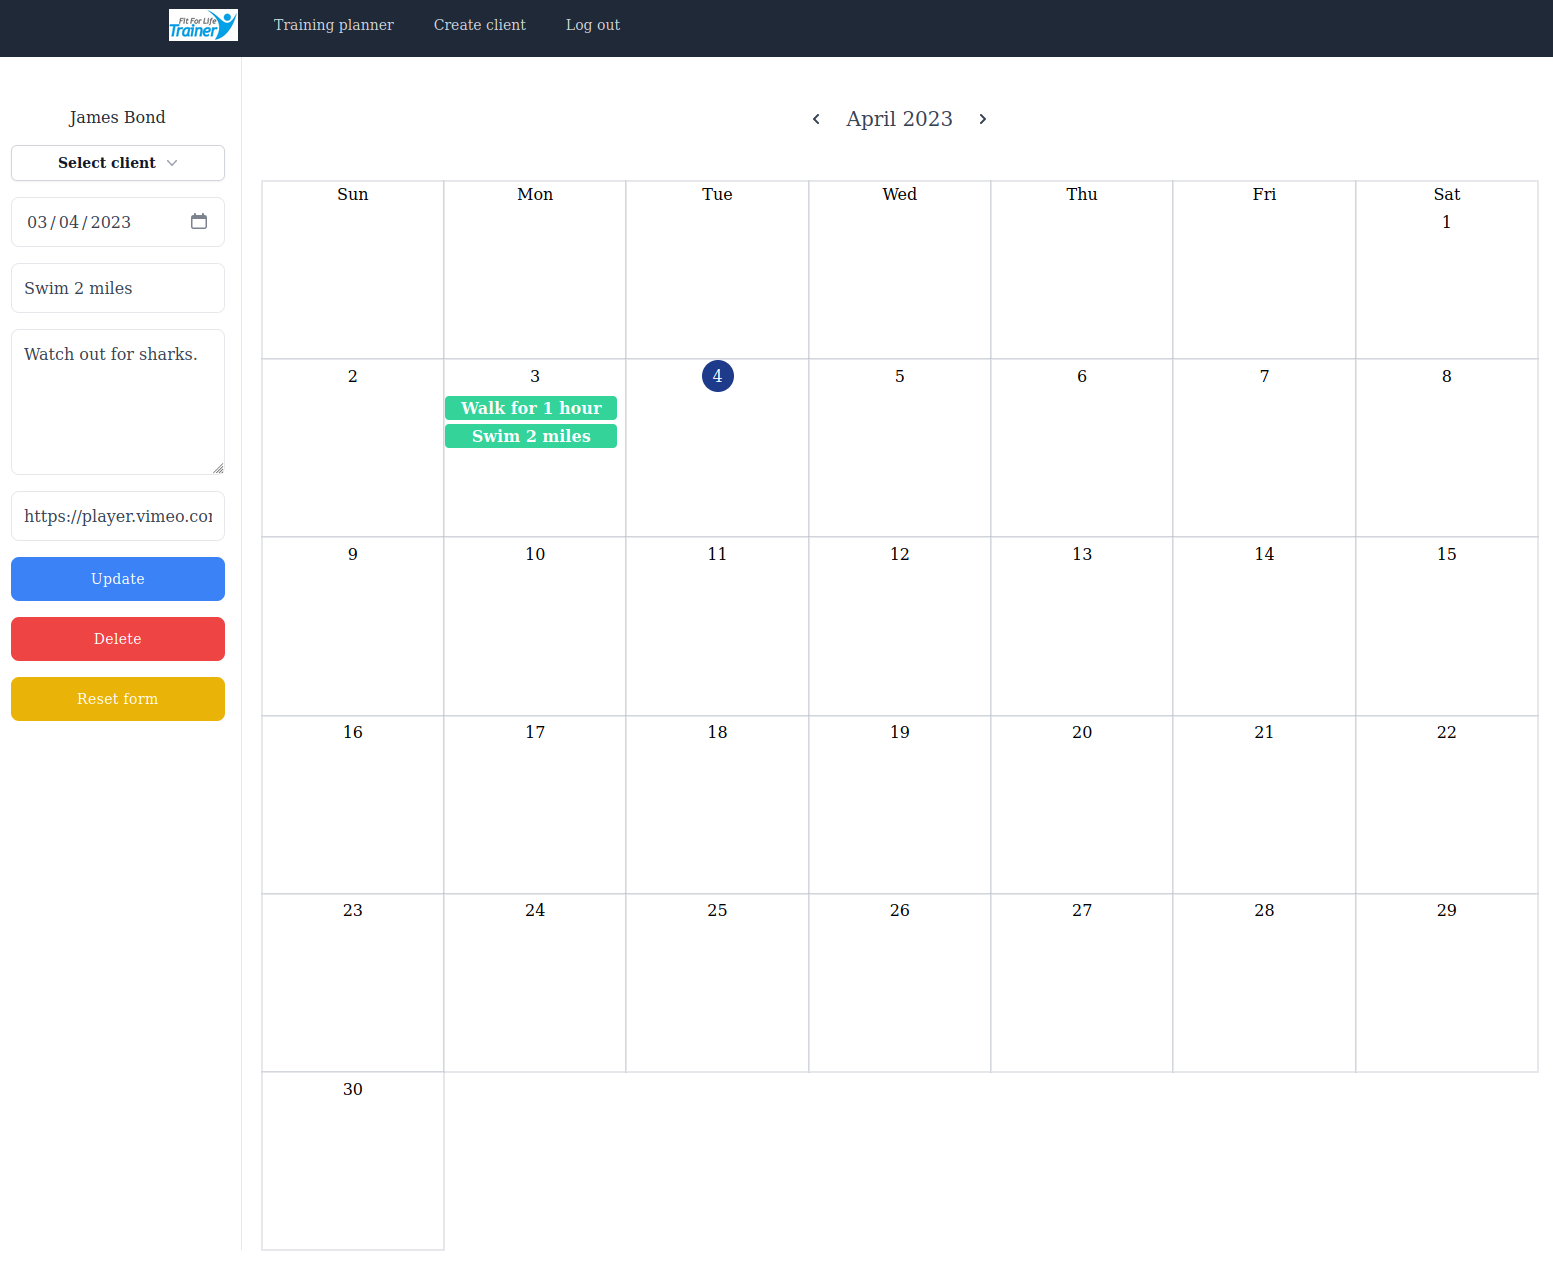 Fit For Life
Trainer
Training planner
Create client
Log out
James Bond
Select client
03/04/2023
Swim 2 miles
Watch out for sharks.
https://player.vimeo.co
Update
Delete
Reset form
April 2023
Sun Mon Tue Wed Thu Fri Sat
1
2 3 4 5 6 7 8
Walk for 1 hour
Swim 2 miles
9 10 11 12 13 14 15
16 17 18 19 20 21 22
23 24 25 26 27 28 29
30